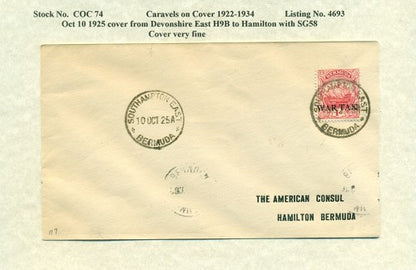 Stock No. COC 74 Caravels on Cover 1922-1934 Listing No. 4693
Oct 10 1925 cover from Devonshire East H9B to Hamilton with SG58
Cover very fine
BERMUDA
WAR TAX
SOUTHAMPTON EAST
10 OCT 25 A
BERMUDA
BERMUDA
THE AMERICAN CONSUL
HAMILTON BERMUDA